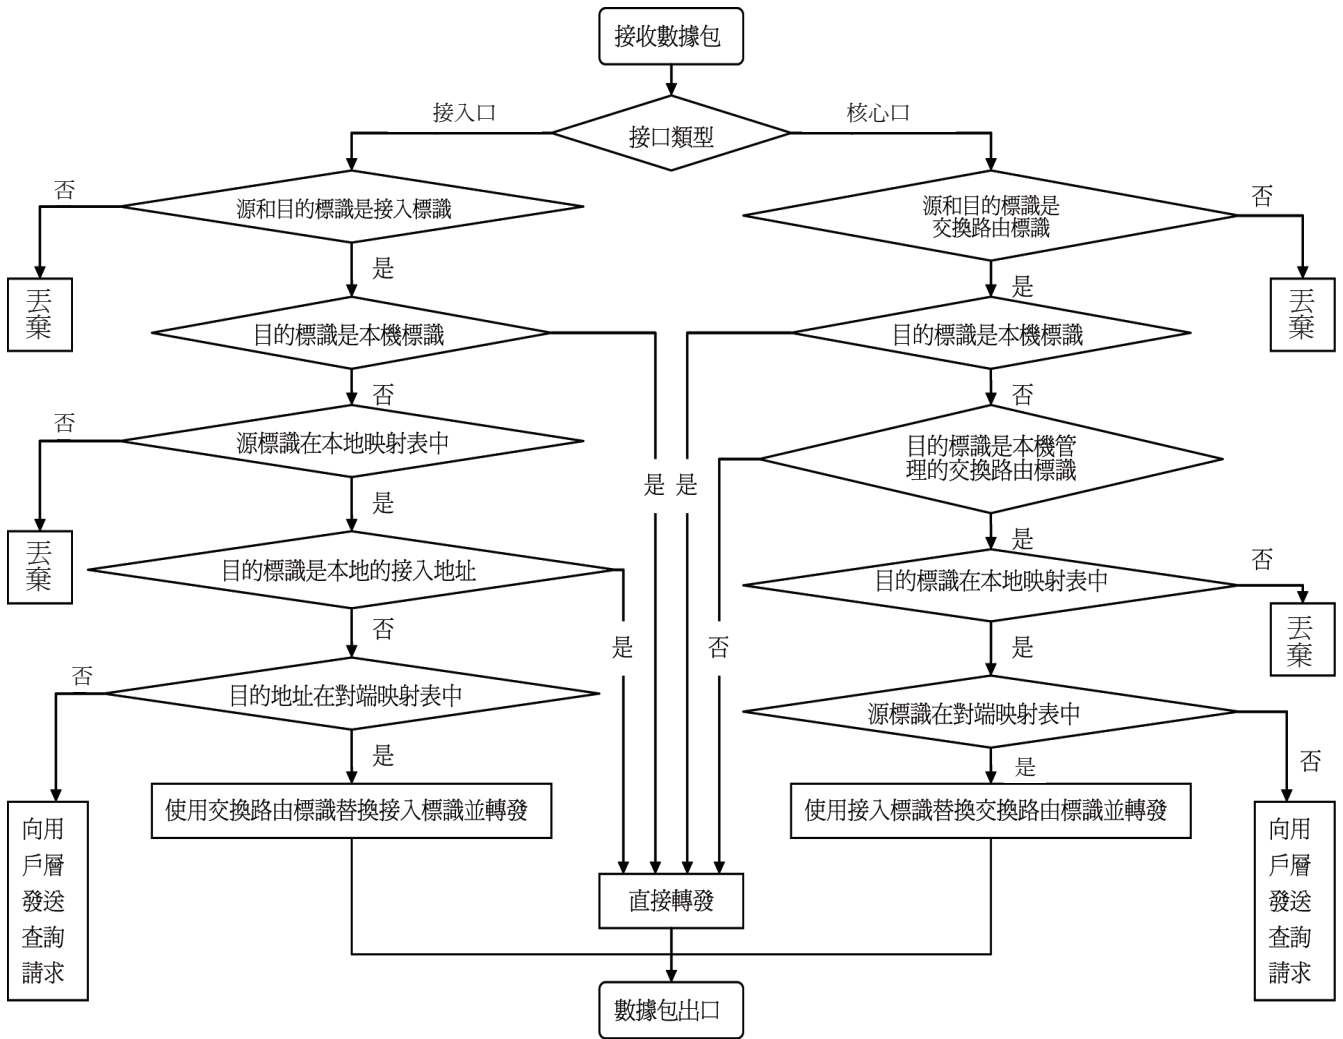 接收數據包
接入口
核心口
接口類型
否
源和目的標識是接入標識
源和目的標識是
交換路由標識
否
是
是
丟
棄
丟
棄
目的標識是本機標識
目的標識是本機標識
否
否
否
源標識在本地映射表中
目的標識是本機管
理的交換路由標識
是
是
是
是
丟
棄
目的標識是本地的接入地址
目的標識在本地映射表中
否
丟
棄
否
是
否
是
否
目的地址在對端映射表中
源標識在對端映射表中
是
是
否
使用交換路由標識替換接入標識並轉發
使用接入標識替換交換路由標識並轉發
向用
戶層
發送
查詢
請求
直接轉發
向用
戶層
發送
查詢
請求
數據包出口